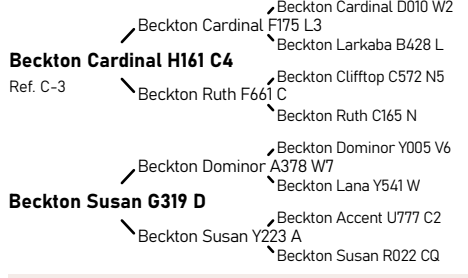 Beckton Cardinal D010 W2
Beckton Cardinal F175 L3
Beckton Larkaba B428 L
Beckton Cardinal H161 C4
Ref. C-3
Beckton Clifftop C572 N5
Beckton Ruth F661 C
Beckton Ruth C165 N
Beckton Dominor Y005 V6
Beckton Dominor A378 W7
Beckton Lana Y541 W
Beckton Susan G319 D
Beckton Accent U777 C2
Beckton Susan Y223 A
Beckton Susan R022 CQ